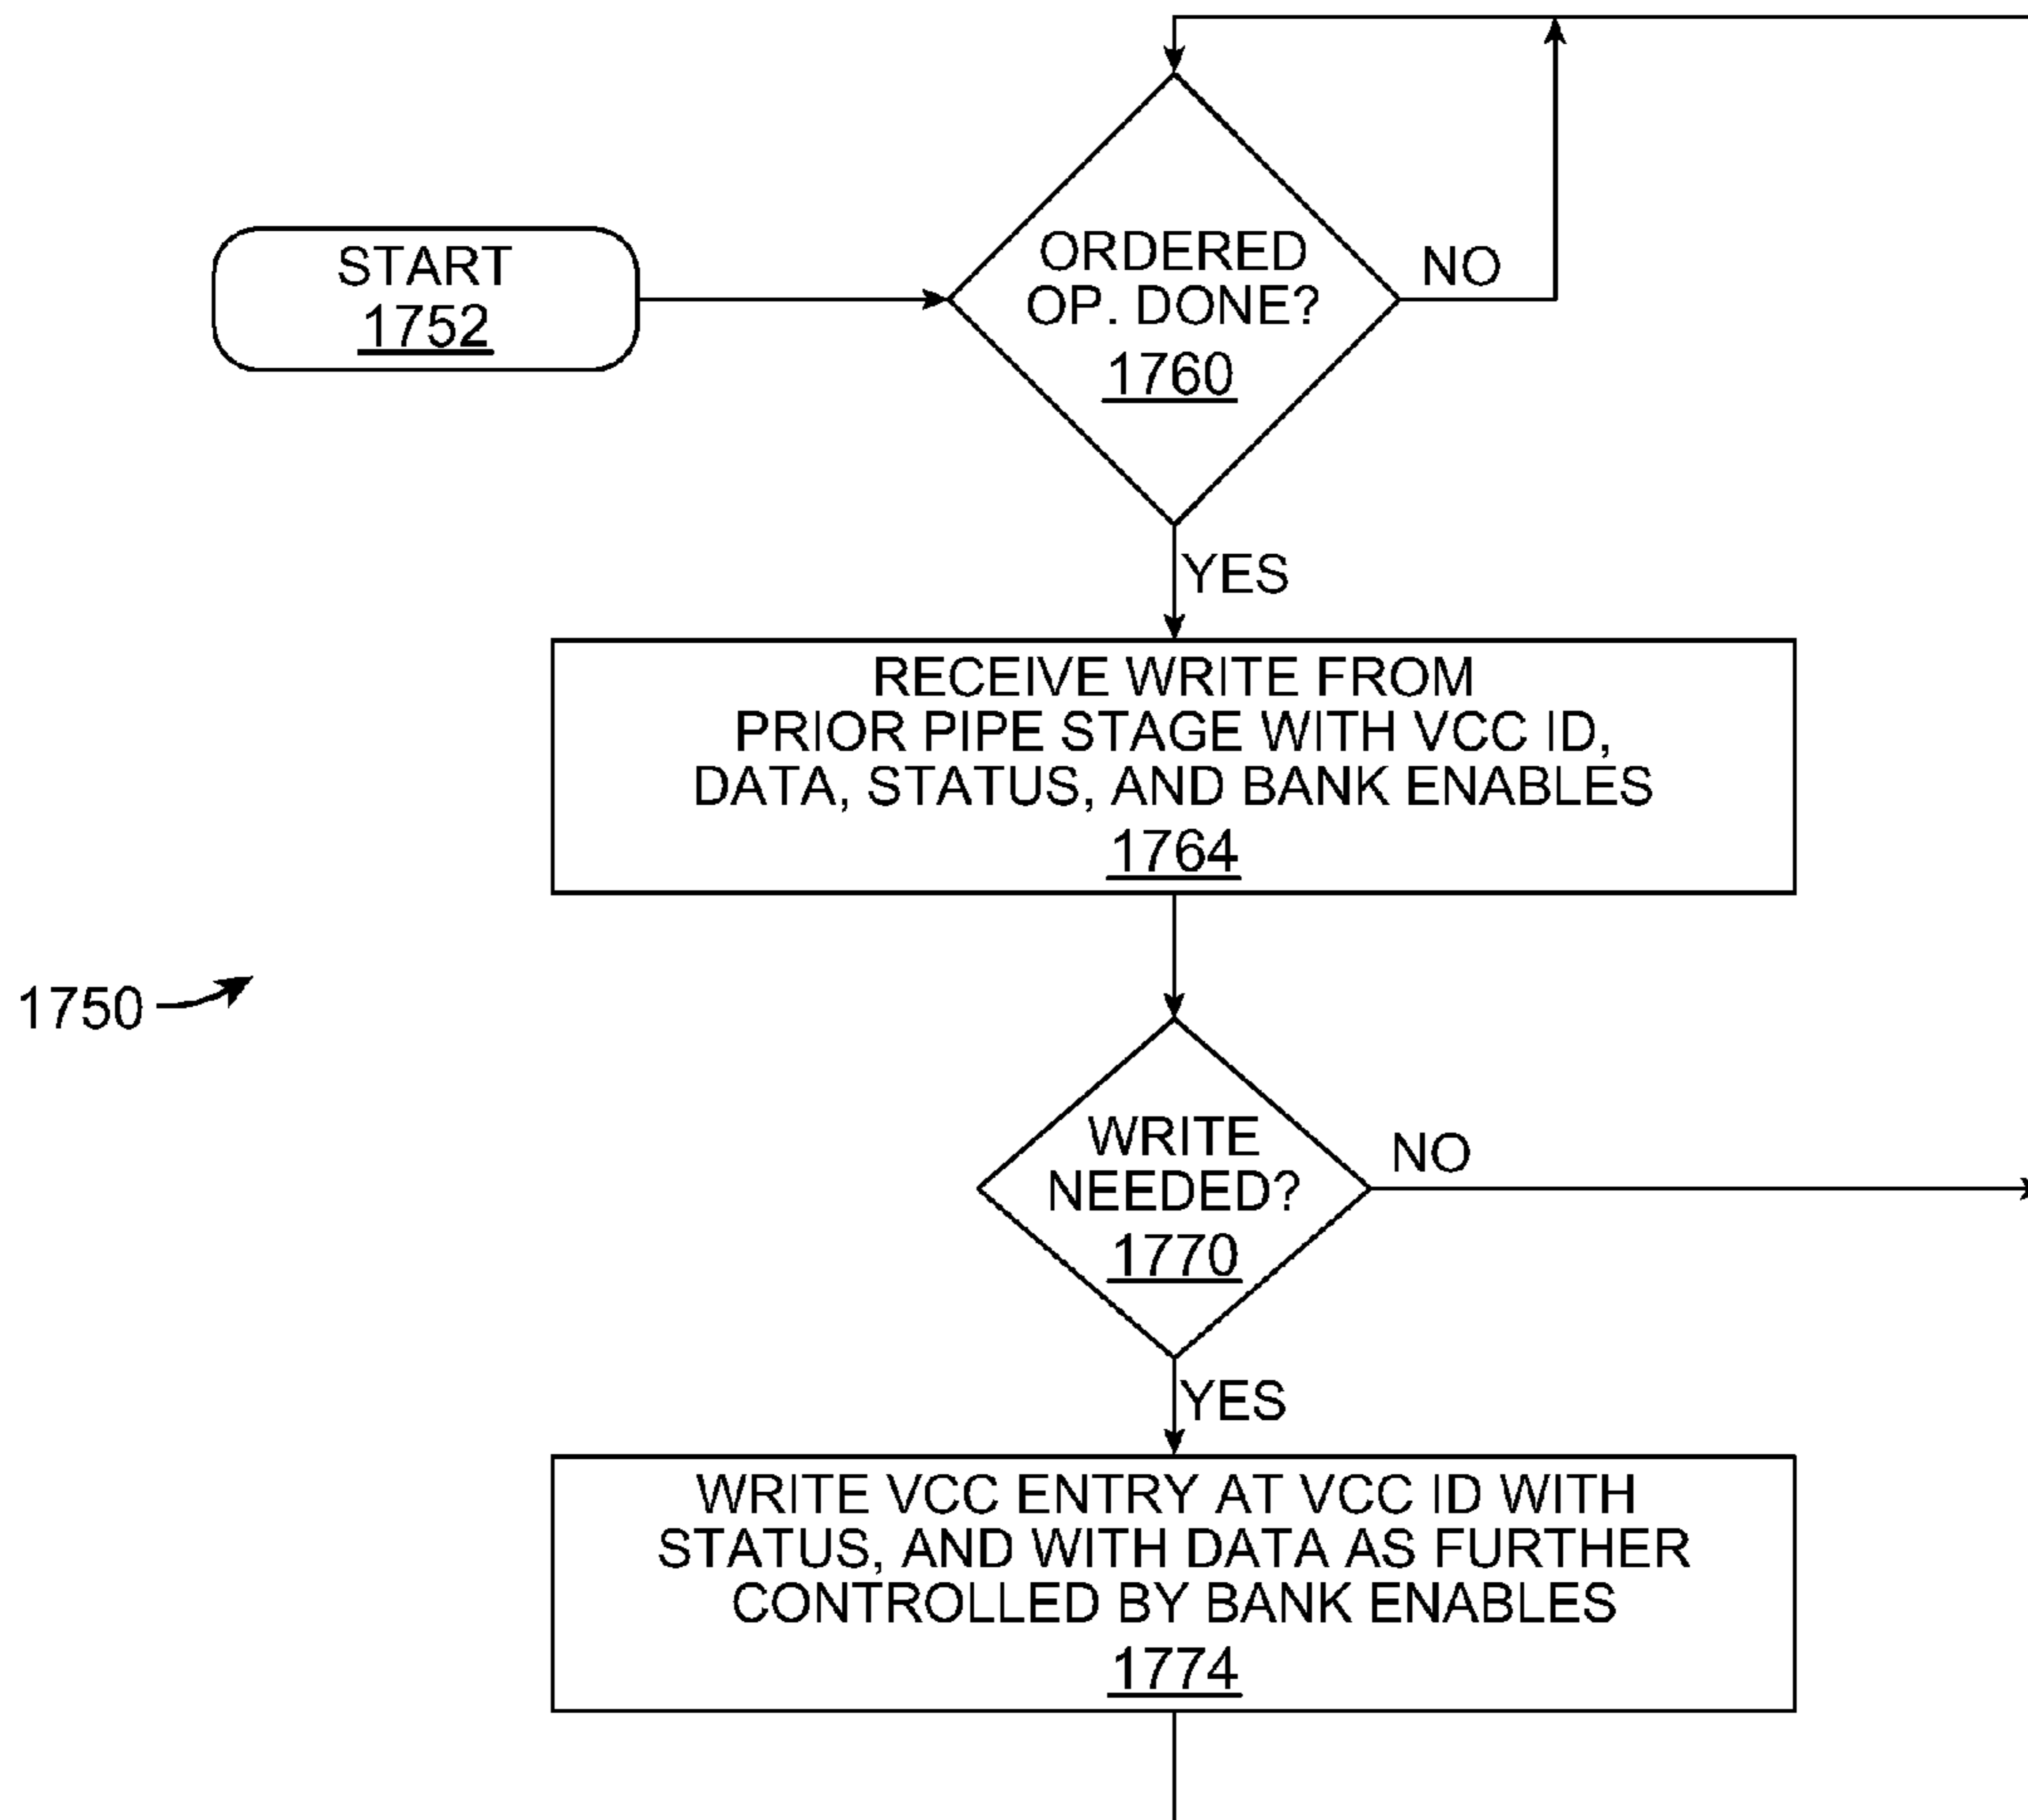 START
1752
ORDERED
OP. DONE?
1760
NO
YES
RECEIVE WRITE FROM
PRIOR PIPE STAGE WITH VCC ID,
DATA, STATUS, AND BANK ENABLES
1764
1750
WRITE
NEEDED?
1770
NO
YES
WRITE VCC ENTRY AT VCC ID WITH
STATUS, AND WITH DATA AS FURTHER
CONTROLLED BY BANK ENABLES
1774